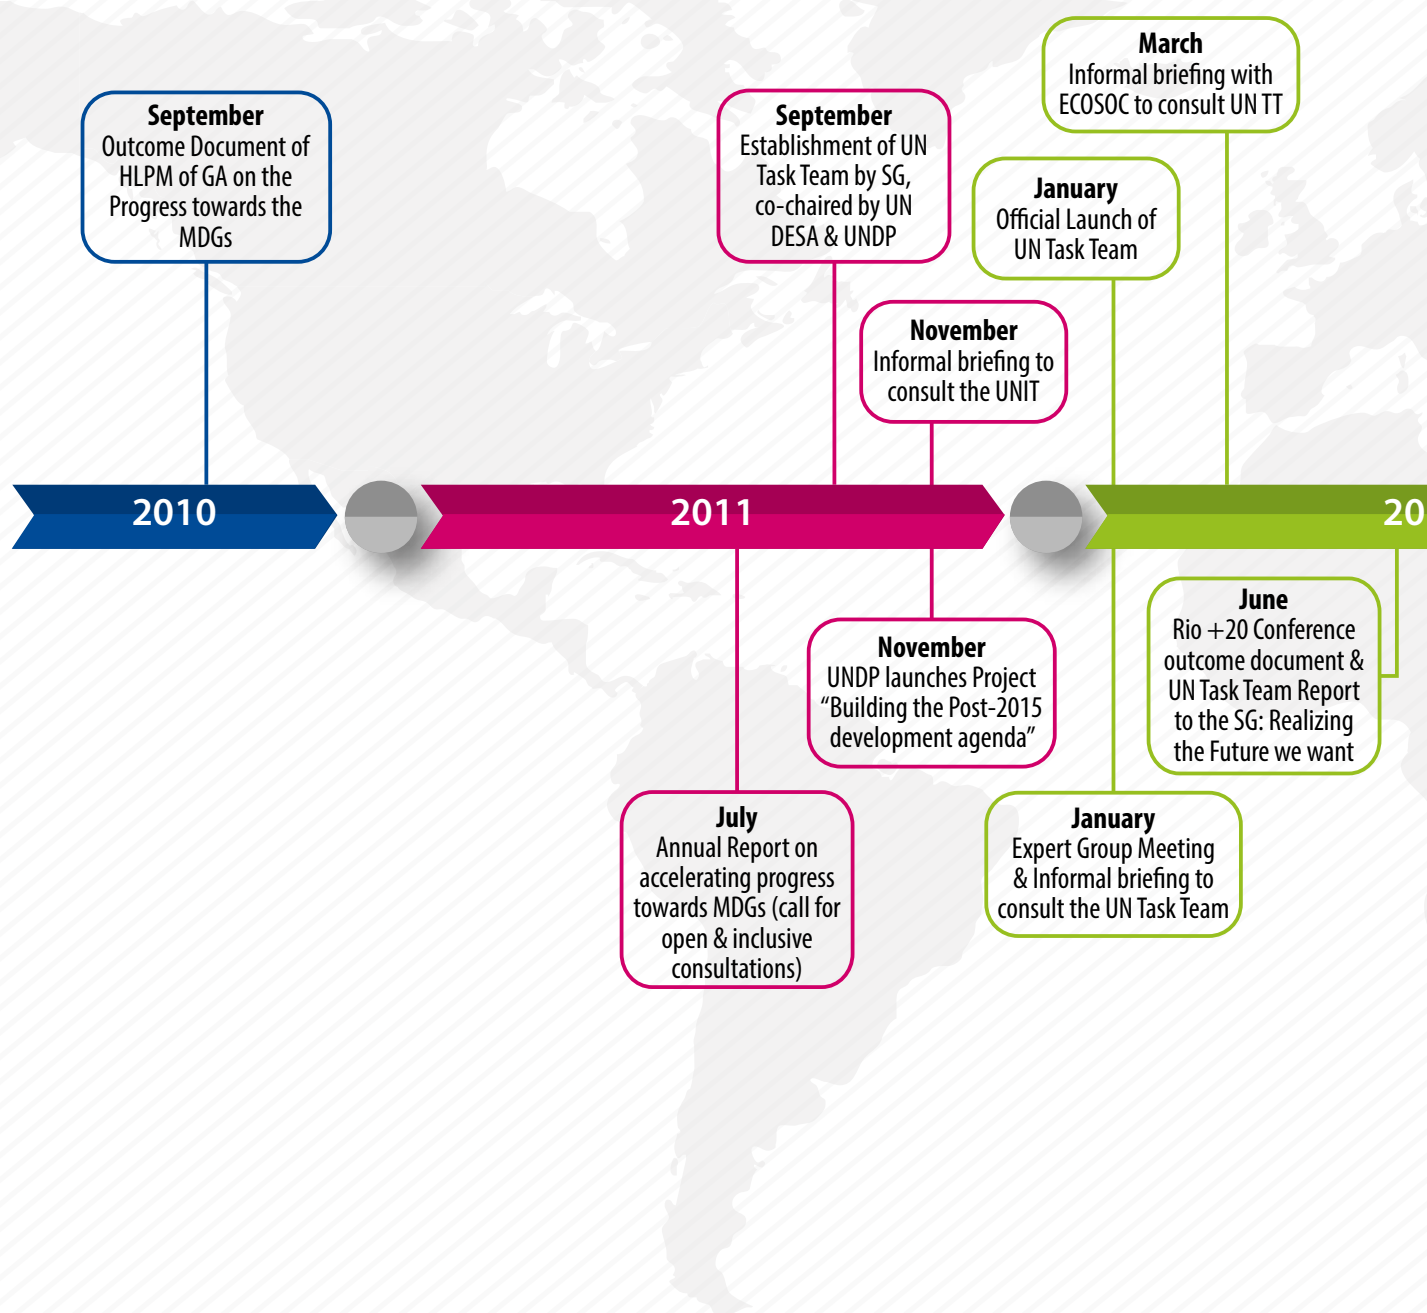 March
Informal briefing with
ECOSOC to consult UN TT
September
Outcome Document of
HLPM of GA on the
Progress towards the
MDGs
September
Establishment of UN
Task Team by SG,
co-chaired by UN
DESA & UNDP
January
Official Launch of
UN Task Team
November
Informal briefing to
consult the UNIT
2010
2011
20
November
UNDP launches Project
“Building the Post-2015
development agenda”
June
Rio +20 Conference
outcome document &
UN Task Team Report
to the SG: Realizing
the Future we want
July
Annual Report on
accelerating progress
towards MDGs (call for
open & inclusive
consultations)
January
Expert Group Meeting
& Informal briefing to
consult the UN Task Team